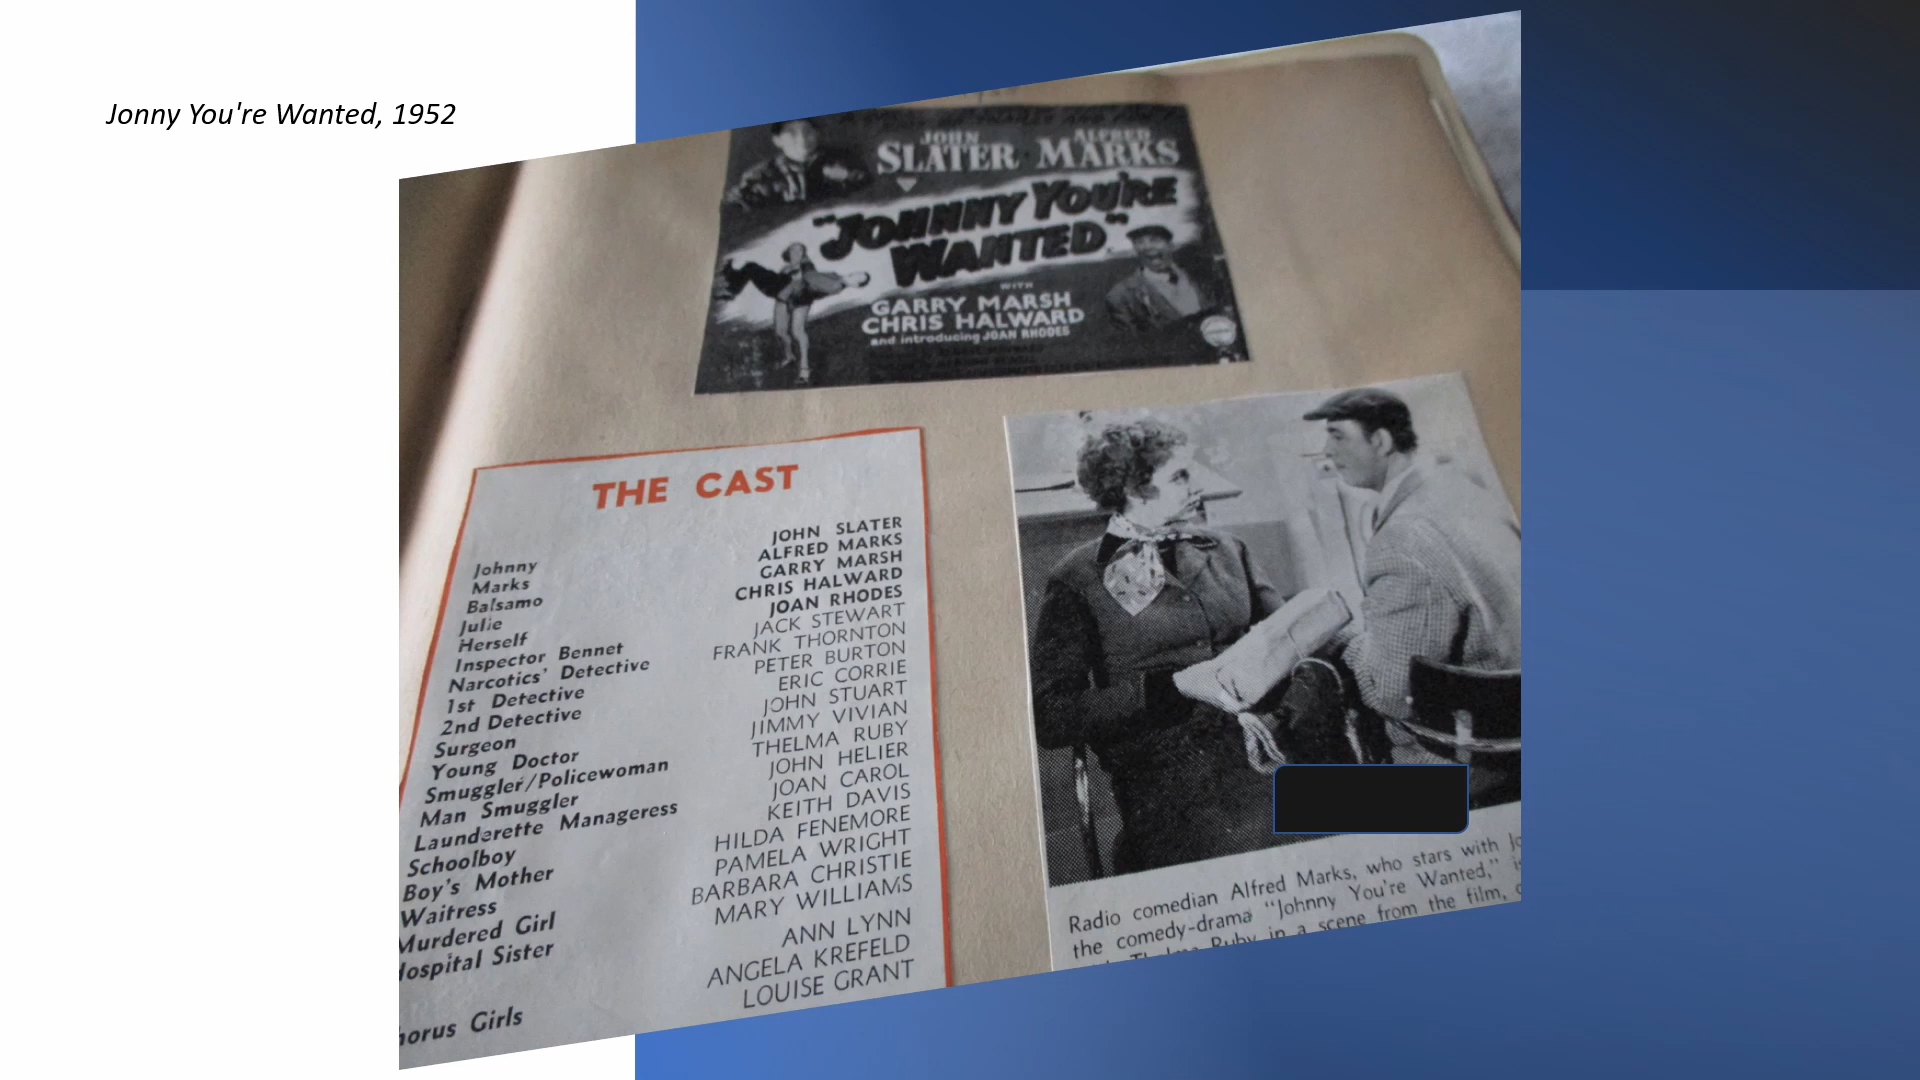 Jonny You're Wanted, 1952
JOHN ALFRED
SLATER MARKS
"JOHNNY YOU'RE
WANTED"
WITH
GARRY MARSH
CHRIS HALWARD
and introducing JOAN RHODES
THE CAST
Johnny JOHN SLATER
Marks ALFRED MARKS
Balsamo GARRY MARSH
Julie CHRIS HALWARD
Herself JOAN RHODES
Inspector Bennet JACK STEWART
Narcotics' Detective FRANK THORNTON
1st Detective PETER BURTON
2nd Detective ERIC CORRIE
Surgeon JOHN STUART
Young Doctor JIMMY VIVIAN
Smuggler/Policewoman THELMA RUBY
Man Smuggler JOHN HELIER
Launderette Manageress JOAN CAROL
Schoolboy KEITH DAVIS
Boy's Mother HILDA FENEMORE
Waitress PAMELA WRIGHT
Murdered Girl BARBARA CHRISTIE
Hospital Sister MARY WILLIAMS
ANN LYNN
horus Girls ANGELA KREFELD
LOUISE GRANT
Radio comedian Alfred Marks, who stars with Jo
the comedy-drama "Johnny You're Wanted," is
Ruby in a scene from the film,